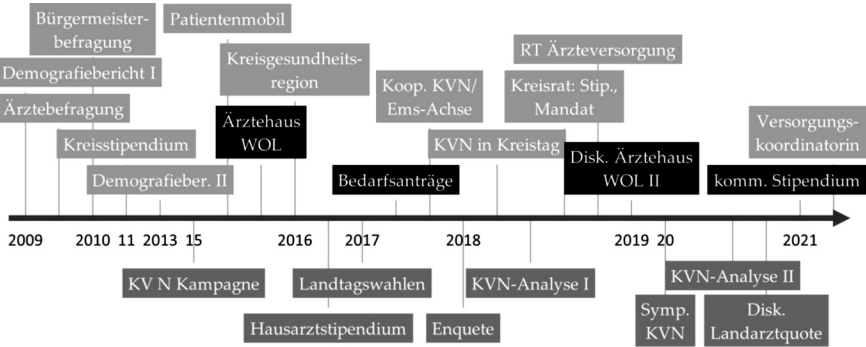 Bürgermeister-
befragung
Patientenmobil
Demografiebericht I
Kreisgesundheits-
region
RT Ärzteversorgung
Ärztebefragung
Koop. KVN/
Ems-Achse
Kreisrat: Stip.,
Mandat
Kreisstipendium
Ärztehaus
WOL
KVN in Kreistag
Versorgungs-
koordinatorin
Demografieber. II
Bedarfsanträge
Disk. Ärztehaus
WOL II
komm. Stipendium
2009 2010 11 2013 15 2016 2017 2018 2019 20 2021
KV N Kampagne
Landtagswahlen
KVN-Analyse I
KVN-Analyse II
Hausarztstipendium
Enquete
Symp.
KVN
Disk.
Landarztquote